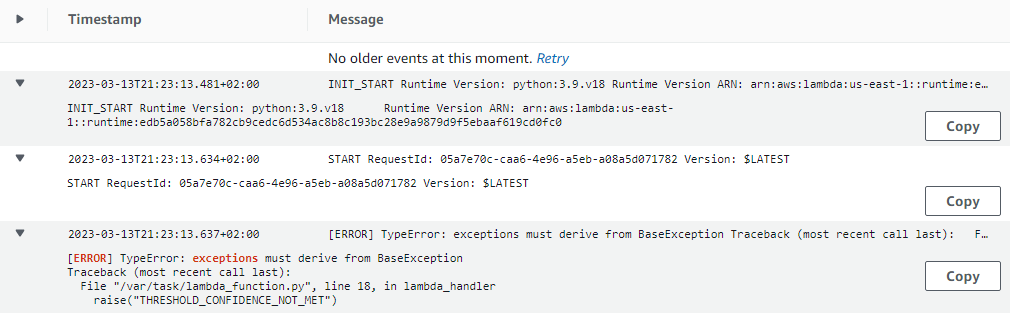 Timestamp Message
No older events at this moment. Retry
2023-03-13T21:23:13.481+02:00 INIT_START Runtime Version: python:3.9.v18 Runtime Version ARN: arn:aws:lambda:us-east-1::runtime:e…
INIT_START Runtime Version: python:3.9.v18 Runtime Version ARN: arn:aws:lambda:us-east-
1::runtime:edb5a058bfa782cb9cedc6d534ac8b8c193bc28e9a9879d9f5ebaaf619cd0fc0
Copy
2023-03-13T21:23:13.634+02:00 START RequestId: 05a7e70c-caa6-4e96-a5eb-a08a5d071782 Version: $LATEST
START RequestId: 05a7e70c-caa6-4e96-a5eb-a08a5d071782 Version: $LATEST
Copy
2023-03-13T21:23:13.637+02:00 [ERROR] TypeError: exceptions must derive from BaseException Traceback (most recent call last): F…
[ERROR] TypeError: exceptions must derive from BaseException
Traceback (most recent call last):
File "/var/task/lambda_function.py", line 18, in lambda_handler
raise("THRESHOLD_CONFIDENCE_NOT_MET")
Copy